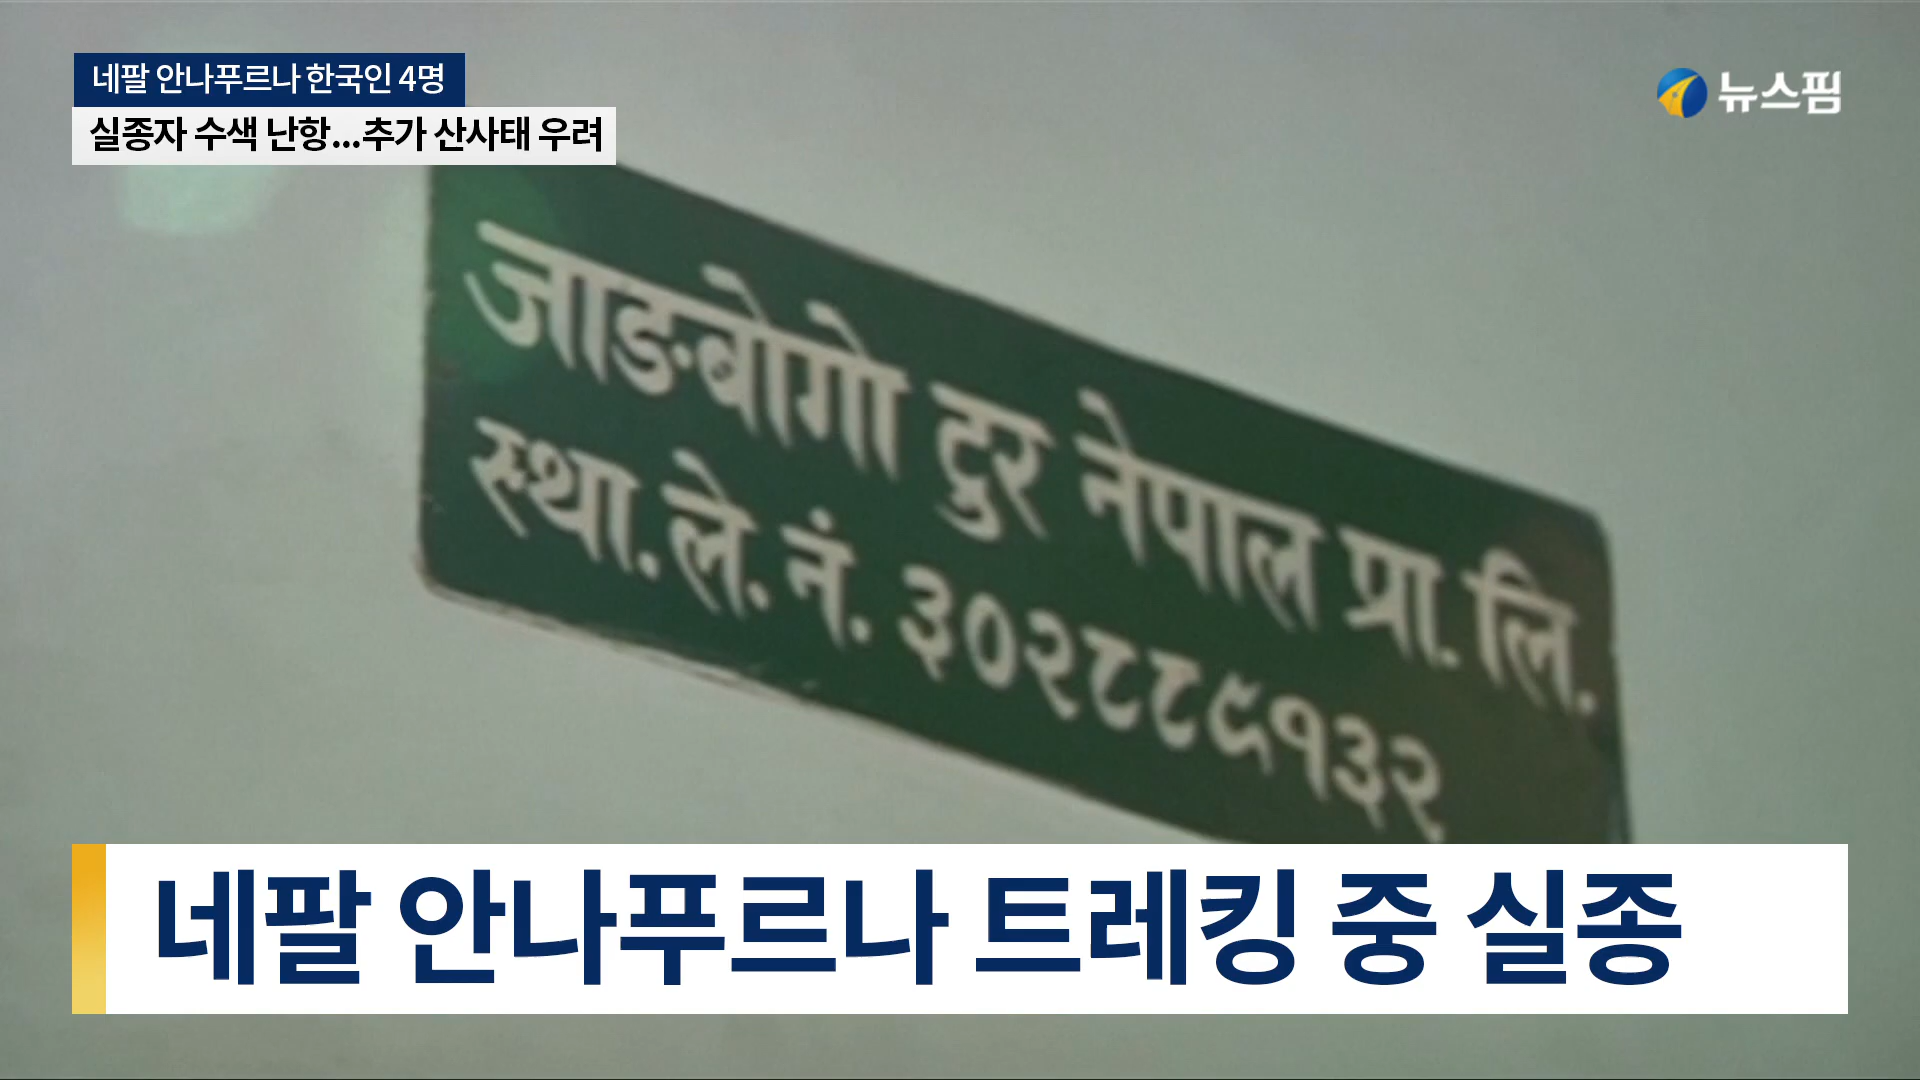 네팔 안나푸르나 한국인 4명
실종자 수색 난항...추가 산사태 우려
뉴스핌
जाङबोगो टुर नेपाल प्रा. लि.
स्था. ले. नं. ३०२८८५१३२
네팔 안나푸르나 트레킹 중 실종